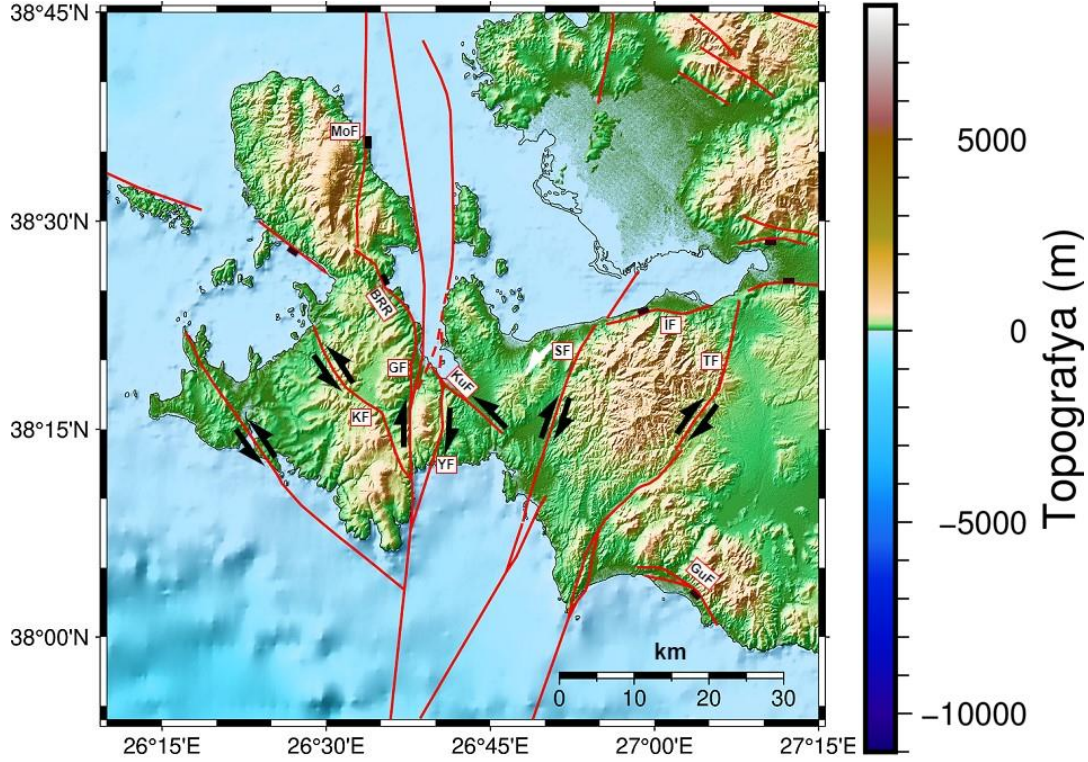 38°45'N
38°30'N
38°15'N
38°00'N
MoF
BRR
GF
KuF
SF
IF
TF
KF
YF
GuF
km
0 10 20 30
26°15'E 26°30'E 26°45'E 27°00'E 27°15'E
5000
0
−5000
−10000
Topografya (m)